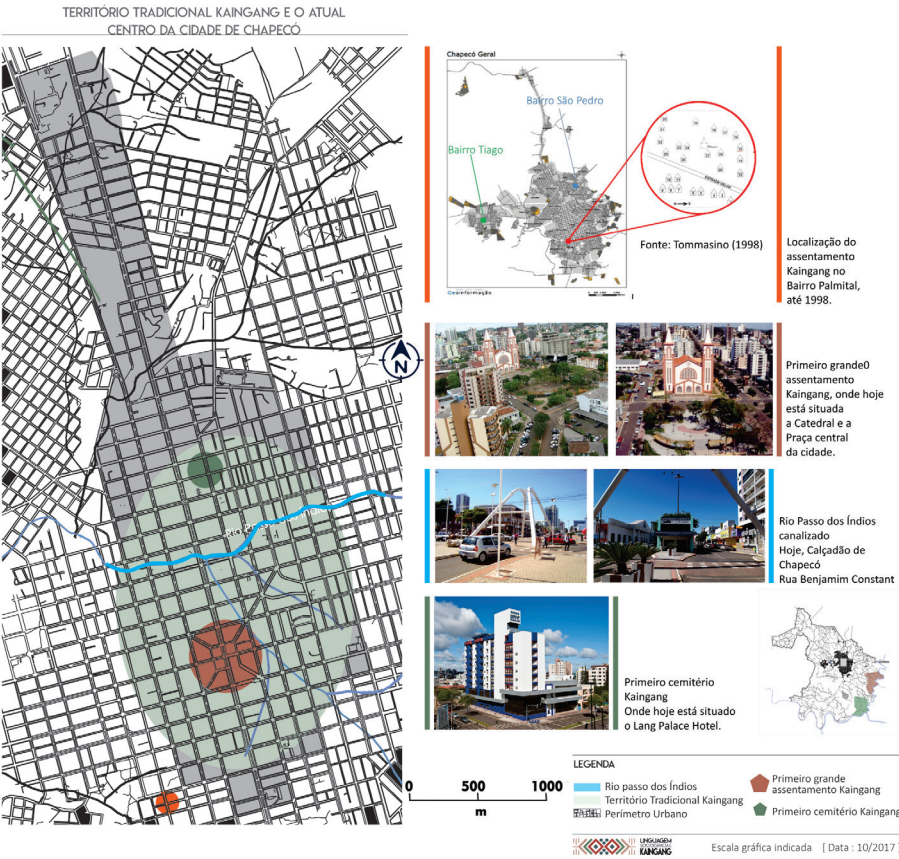 TERRITÓRIO TRADICIONAL KAINGANG E O ATUAL
CENTRO DA CIDADE DE CHAPECÓ
Chapecó Geral
Bairro São Pedro
Bairro Tiago
ESTRADA VELHA
Geoinformação
Fonte: Tommasino (1998)
Localização do
assentamento
Kaingang no
Bairro Palmital,
até 1998.
N
Primeiro grande0
assentamento
Kaingang, onde hoje
está situada
a Catedral e a
Praça central
da cidade.
Rio Passo dos Índios
canalizado
Hoje, Calçadão de
Chapecó
Rua Benjamim Constant
Primeiro cemitério
Kaingang
Onde hoje está situado
o Lang Palace Hotel.
0 500 1000
m
LEGENDA
Rio passo dos Índios
Território Tradicional Kaingang
Perímetro Urbano
Primeiro grande
assentamento Kaingang
Primeiro cemitério Kaingang
LINGUAGEM
KAINGANG
Escala gráfica indicada [ Data : 10/2017 ]